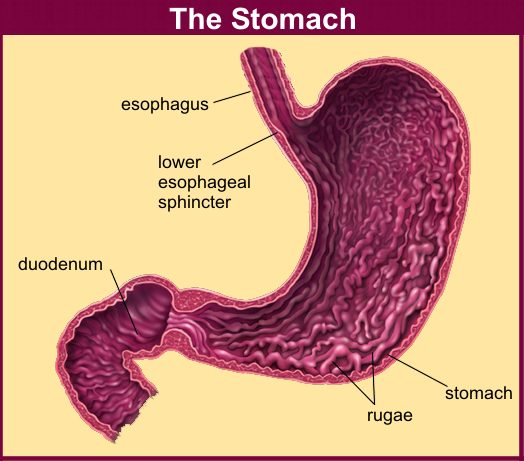 The Stomach
esophagus
lower
esophageal
sphincter
duodenum
stomach
rugae